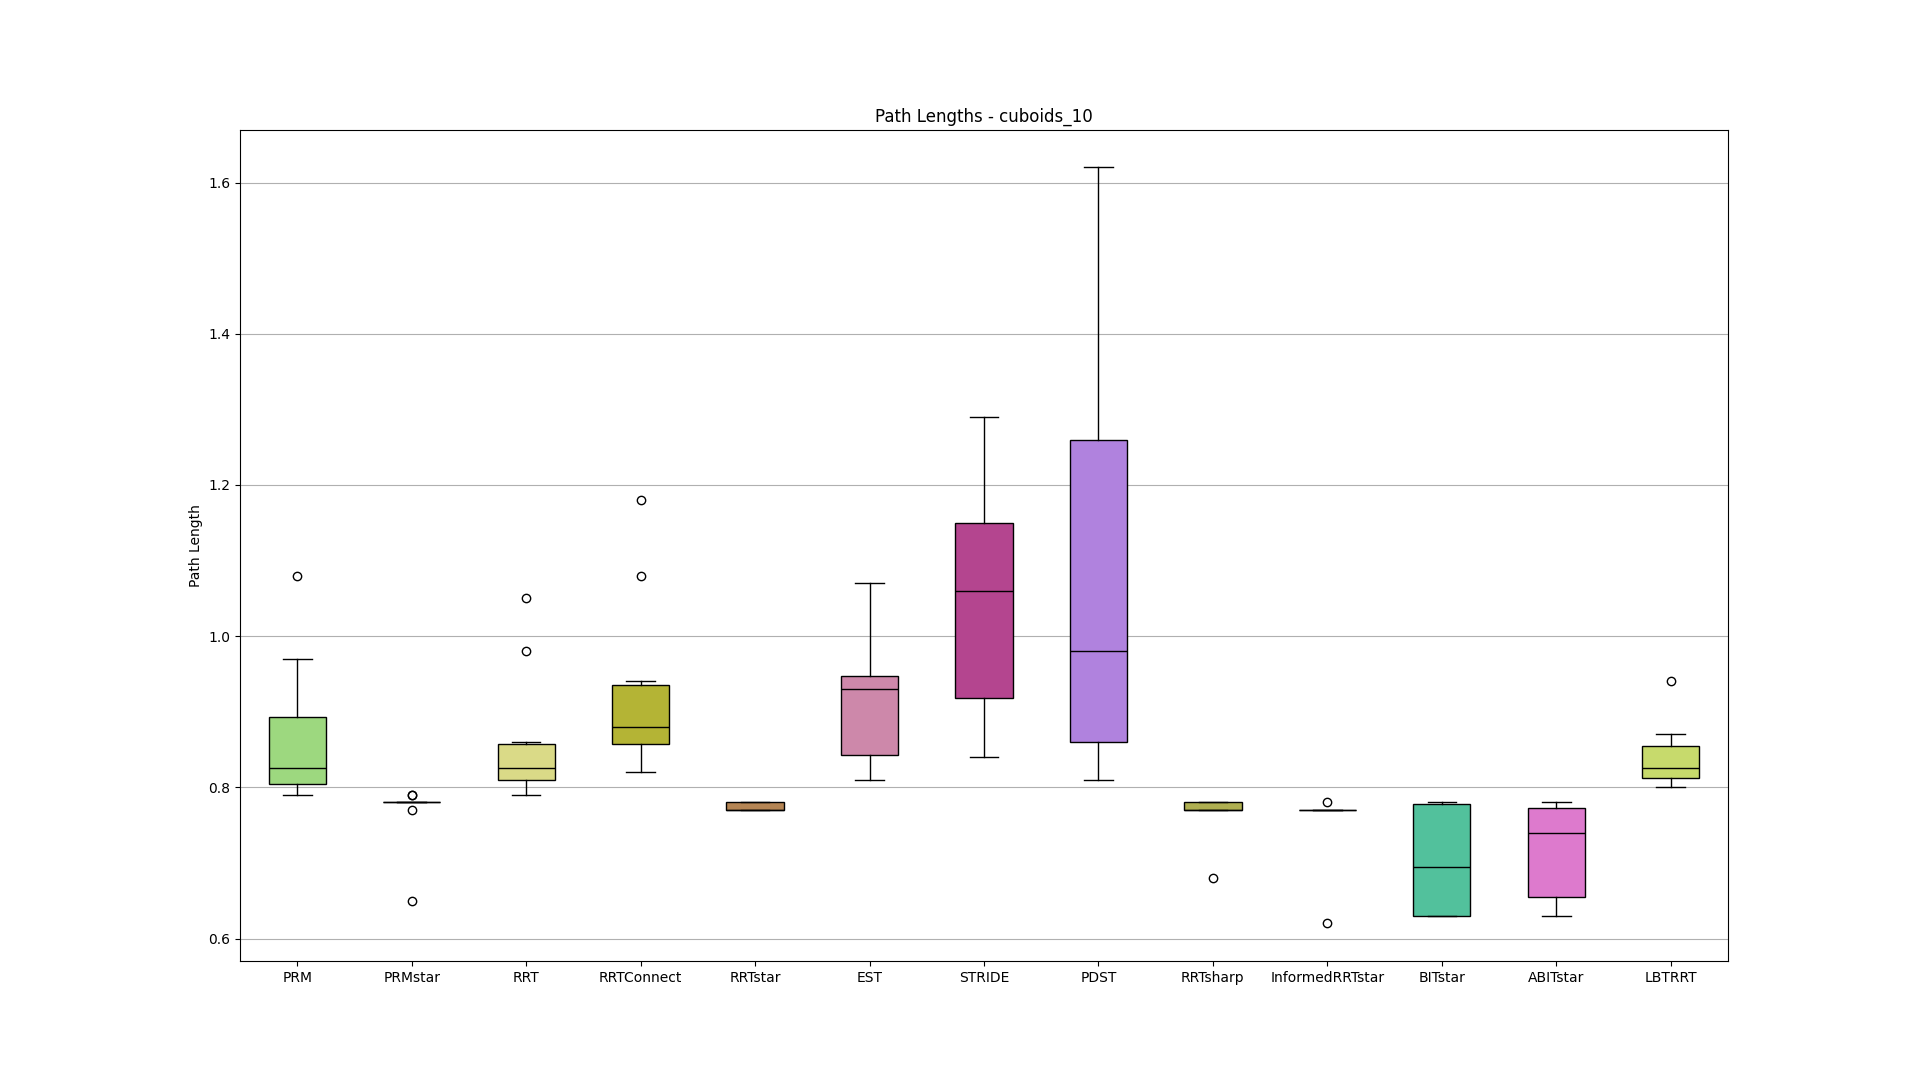 Path Lengths - cuboids_10
1.6
1.4
1.2
1.0
0.8
0.6
Path Length
PRM PRMstar RRT RRTConnect RRTstar EST STRIDE PDST RRTsharp InformedRRTstar BITstar ABITstar LBTRRT